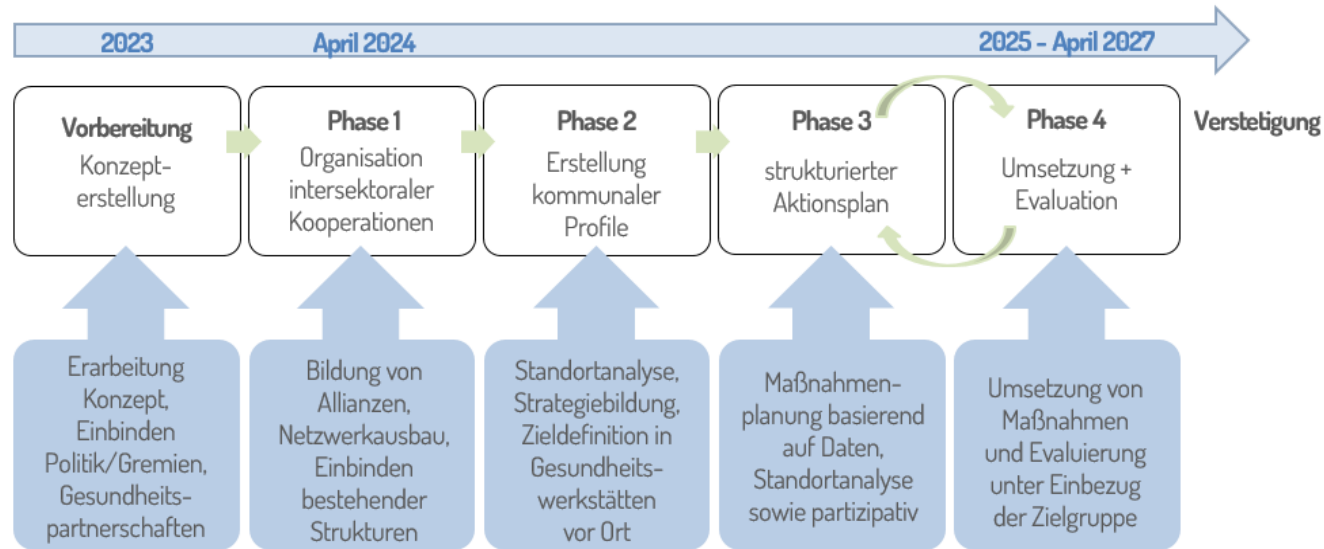 2023
April 2024
2025 - April 2027
Vorbereitung
Konzept-
erstellung
Phase 1
Organisation
intersektoraler
Kooperationen
Phase 2
Erstellung
kommunaler
Profile
Phase 3
strukturierter
Aktionsplan
Phase 4
Umsetzung +
Evaluation
Verstetigung
Erarbeitung
Konzept,
Einbinden
Politik/Gremien,
Gesundheits-
partnerschaften
Bildung von
Allianzen,
Netzwerkausbau,
Einbinden
bestehender
Strukturen
Standortanalyse,
Strategiebildung,
Zieldefinition in
Gesundheits-
werkstätten
vor Ort
Maßnahmen-
planung basierend
auf Daten,
Standortanalyse
sowie partizipativ
Umsetzung von
Maßnahmen
und Evaluierung
unter Einbezug
der Zielgruppe